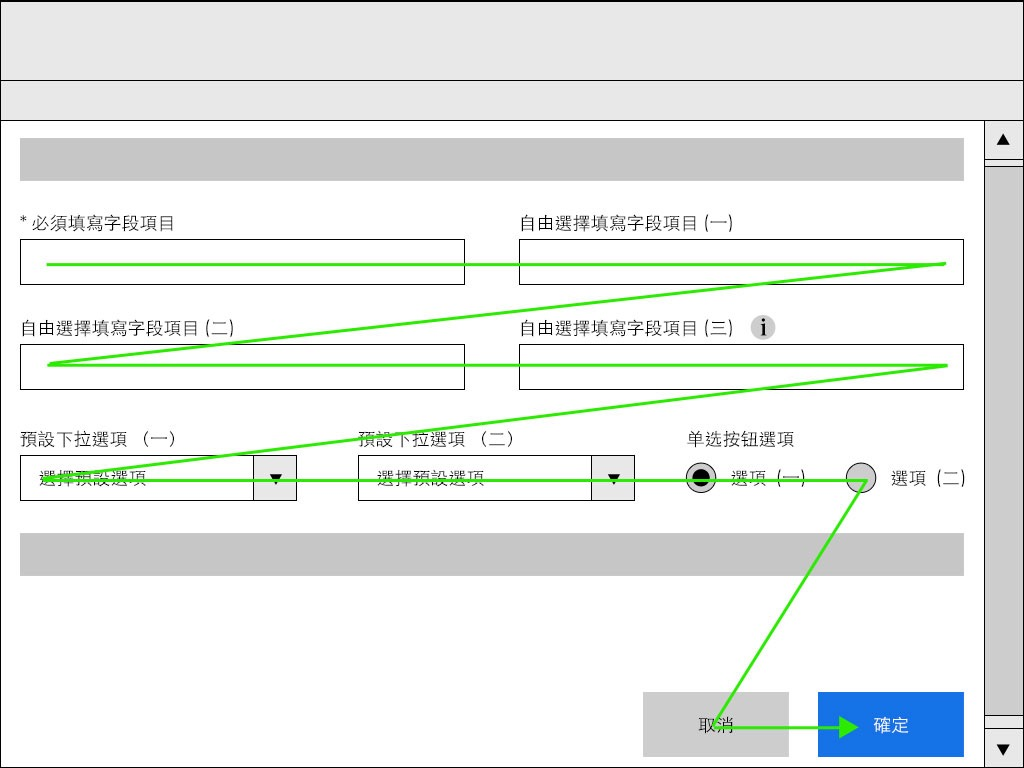 * 必須填寫字段項目
自由選擇填寫字段項目 (一)
自由選擇填寫字段項目 (二)
自由選擇填寫字段項目 (三) i
預設下拉選項 (一)
預設下拉選項 (二)
单选按钮選項
選擇預設選項
選擇預設選項
選項 (一)
選項 (二)
取消
確定